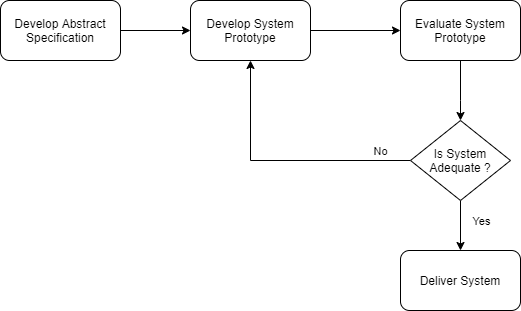 Develop Abstract
Specification
Develop System
Prototype
Evaluate System
Prototype
No
Is System
Adequate ?
Yes
Deliver System